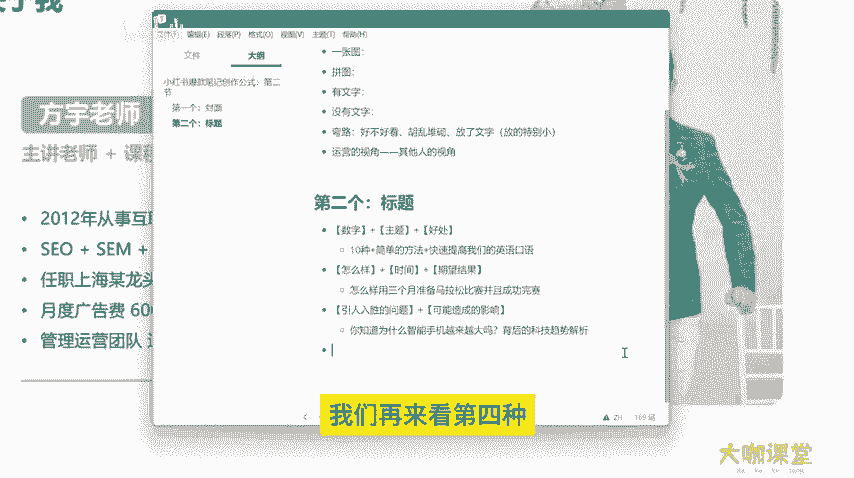 关于我
方宇老师
主讲老师 + 课程
• 2012年从事互联
• SEO + SEM +
• 任职上海某龙头
• 月度广告费 600
• 管理运营团队
编辑(E) 段落(P) 格式(O) 视图(V) 主题(T) 帮助(H)
文件 大纲
小红书爆款笔记创作公式：第二节
第一个：封面
第二个：标题
• 一张图：
• 拼图：
• 有文字：
• 没有文字：
• 弯路：好不好看、胡乱堆砌、放了文字（放的特别小）
• 运营的视角——其他人的视角
第二个：标题
• 【数字】+【主题】+【好处】
○ 10种+简单的方法+快速提高我们的英语口语
• 【怎么样】+【时间】+【期望结果】
○ 怎么样用三个月准备马拉松比赛并且成功完赛
• 【引人入胜的问题】+【可能造成的影响】
○ 你知道为什么智能手机越来越大吗？背后的科技趋势解析
ZH 169 词
我们再来看第四种
大咖课堂